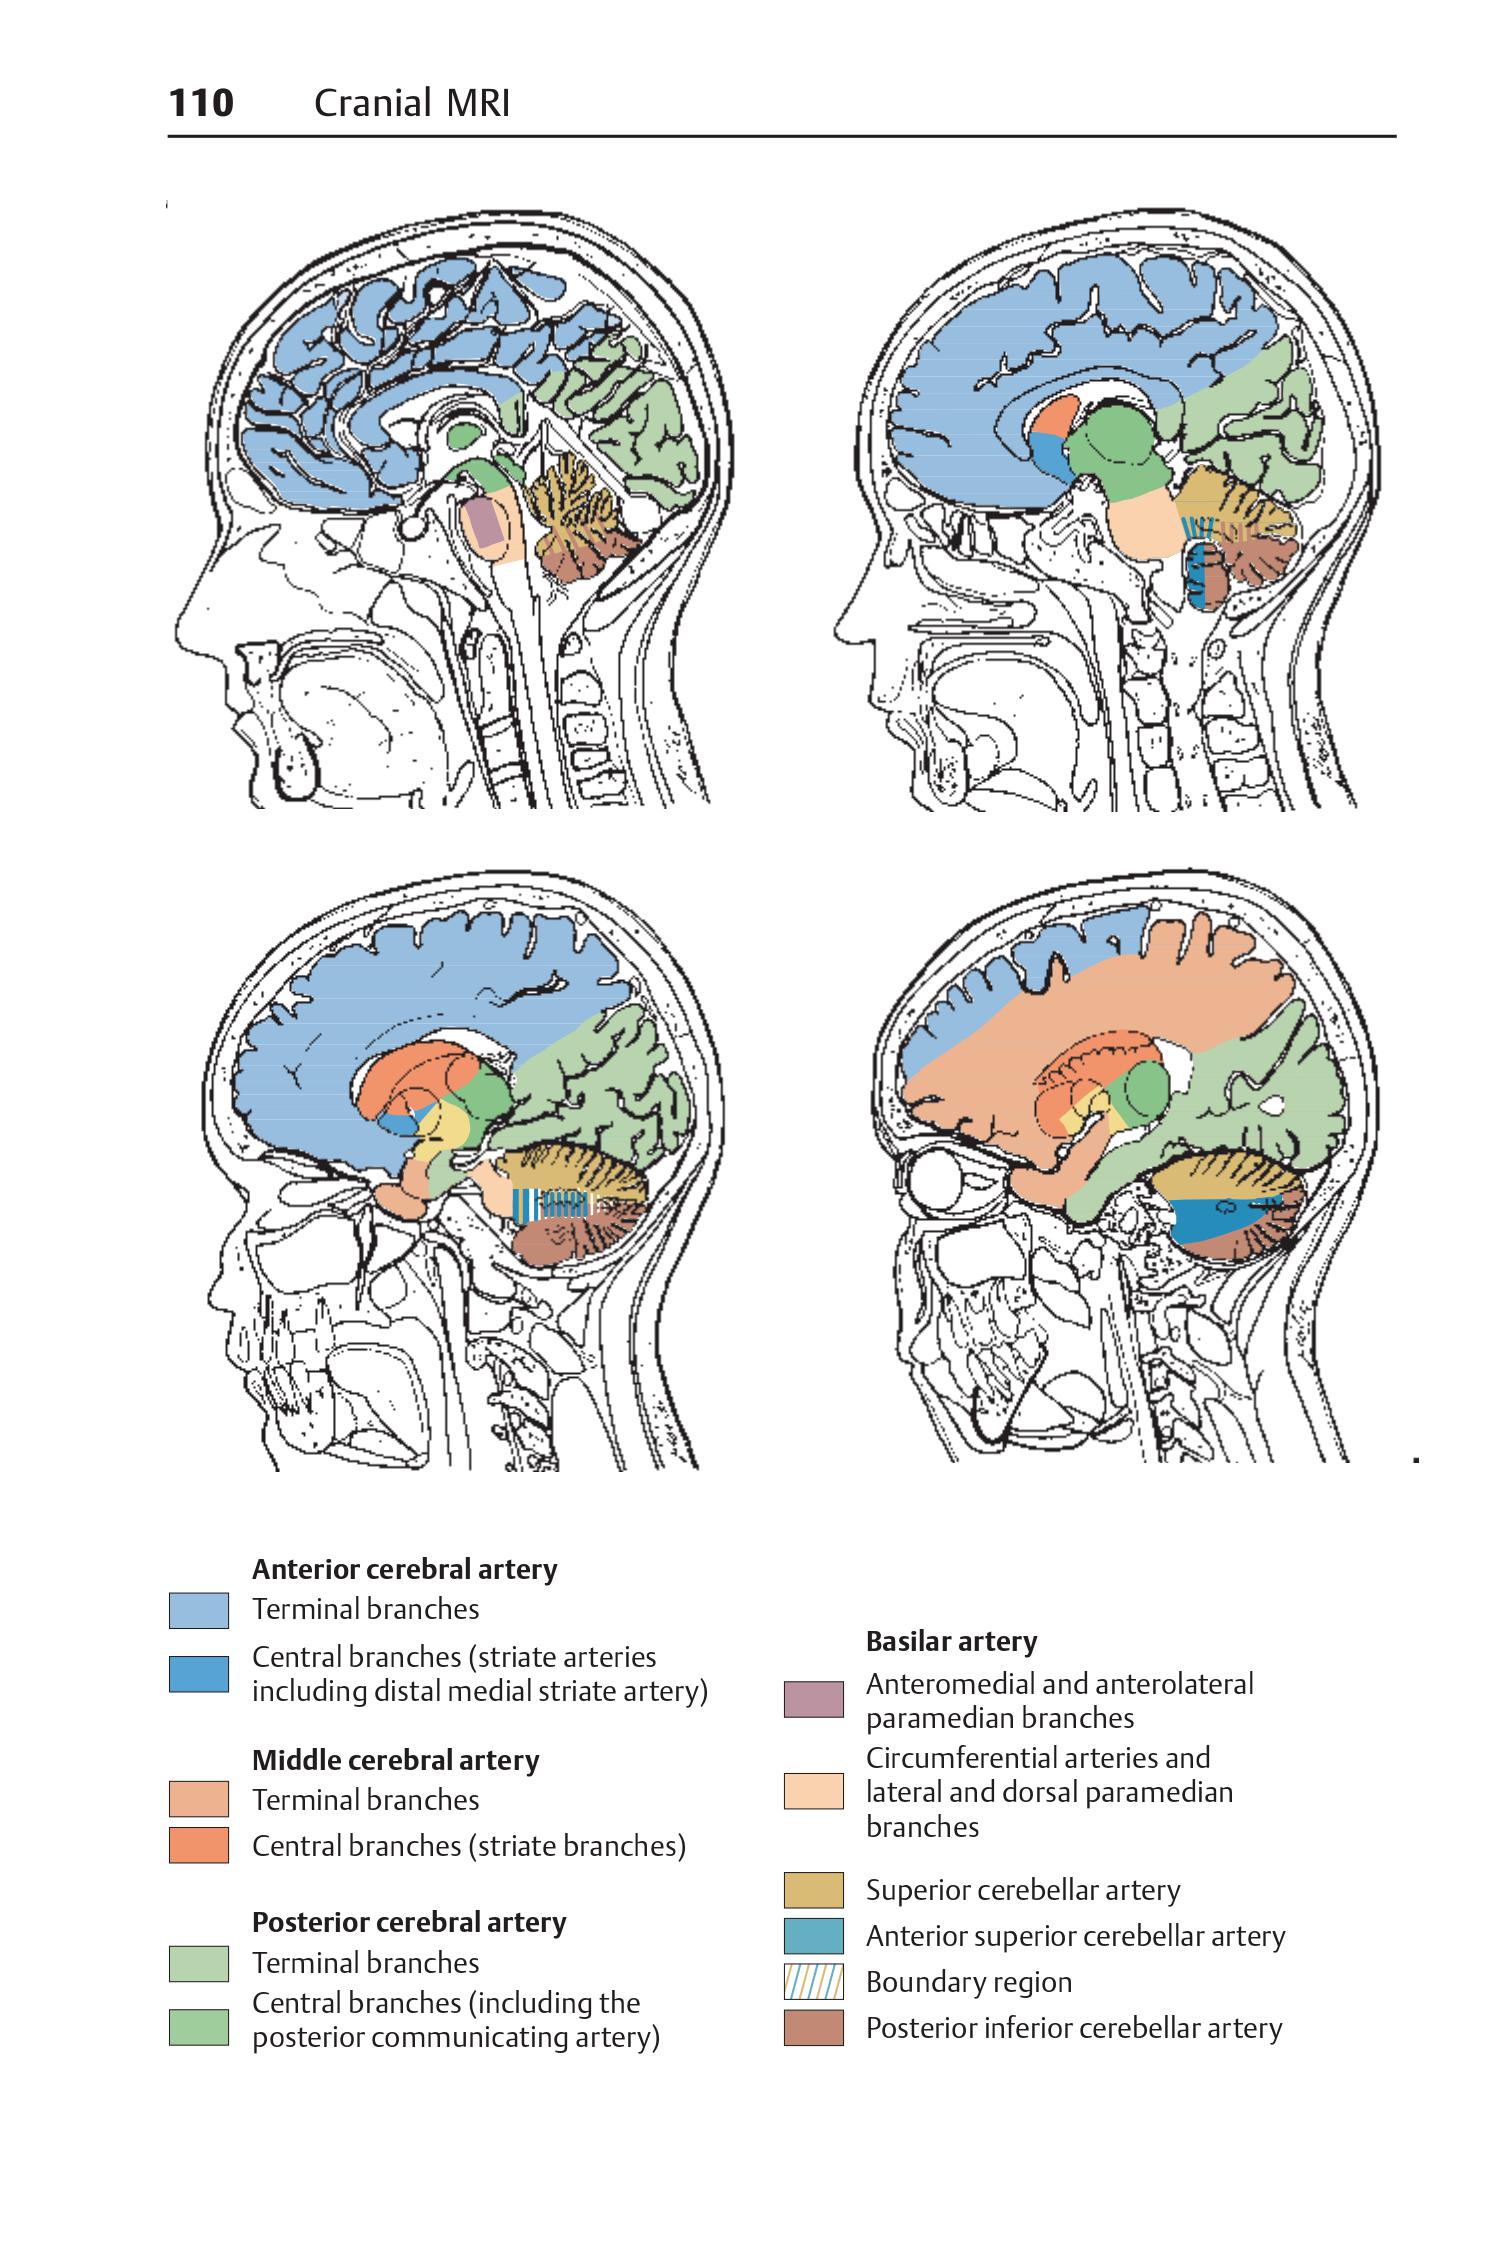 110 Cranial MRI
Anterior cerebral artery
Terminal branches
Central branches (striate arteries
including distal medial striate artery)
Middle cerebral artery
Terminal branches
Central branches (striate branches)
Posterior cerebral artery
Terminal branches
Central branches (including the
posterior communicating artery)
Basilar artery
Anteromedial and anterolateral
paramedian branches
Circumferential arteries and
lateral and dorsal paramedian
branches
Superior cerebellar artery
Anterior superior cerebellar artery
Boundary region
Posterior inferior cerebellar artery